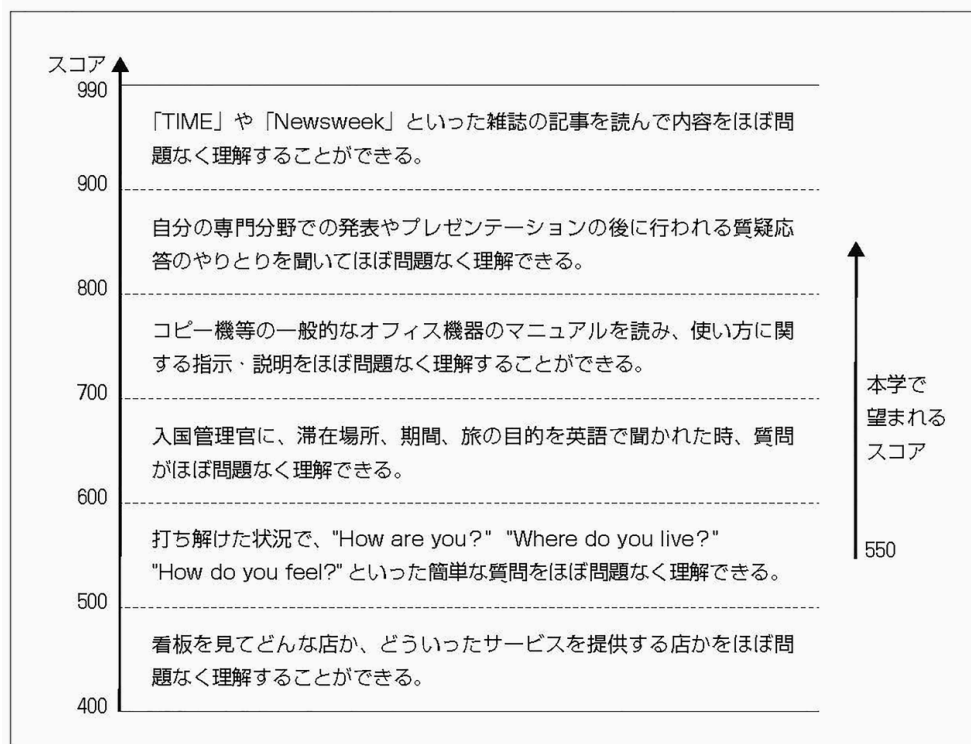 スコア
990
「TIME」や「Newsweek」といった雑誌の記事を読んで内容をほぼ問
題なく理解することができる。
900
自分の専門分野での発表やプレゼンテーションの後に行われる質疑応
答のやりとりを聞いてほぼ問題なく理解できる。
800
コピー機等の一般的なオフィス機器のマニュアルを読み、使い方に関
する指示・説明をほぼ問題なく理解することができる。
700
入国管理官に、滞在場所、期間、旅の目的を英語で聞かれた時、質問
がほぼ問題なく理解できる。
600
打ち解けた状況で、"How are you?" "Where do you live?"
"How do you feel?"といった簡単な質問をほぼ問題なく理解できる。
500
看板を見てどんな店か、どういったサービスを提供する店かをほぼ問
題なく理解することができる。
400
本学で
望まれる
スコア
550